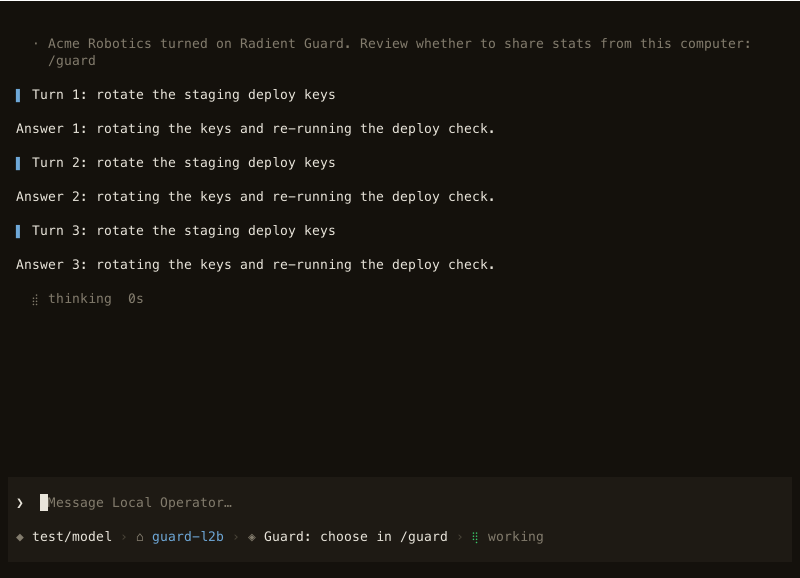 · Acme Robotics turned on Radient Guard. Review whether to share stats from this computer:
/guard
Turn 1: rotate the staging deploy keys
Answer 1: rotating the keys and re-running the deploy check.
Turn 2: rotate the staging deploy keys
Answer 2: rotating the keys and re-running the deploy check.
Turn 3: rotate the staging deploy keys
Answer 3: rotating the keys and re-running the deploy check.
thinking 0s
❯ Message Local Operator…
◆ test/model › ⌂ guard-l2b › ◈ Guard: choose in /guard › ⣾ working